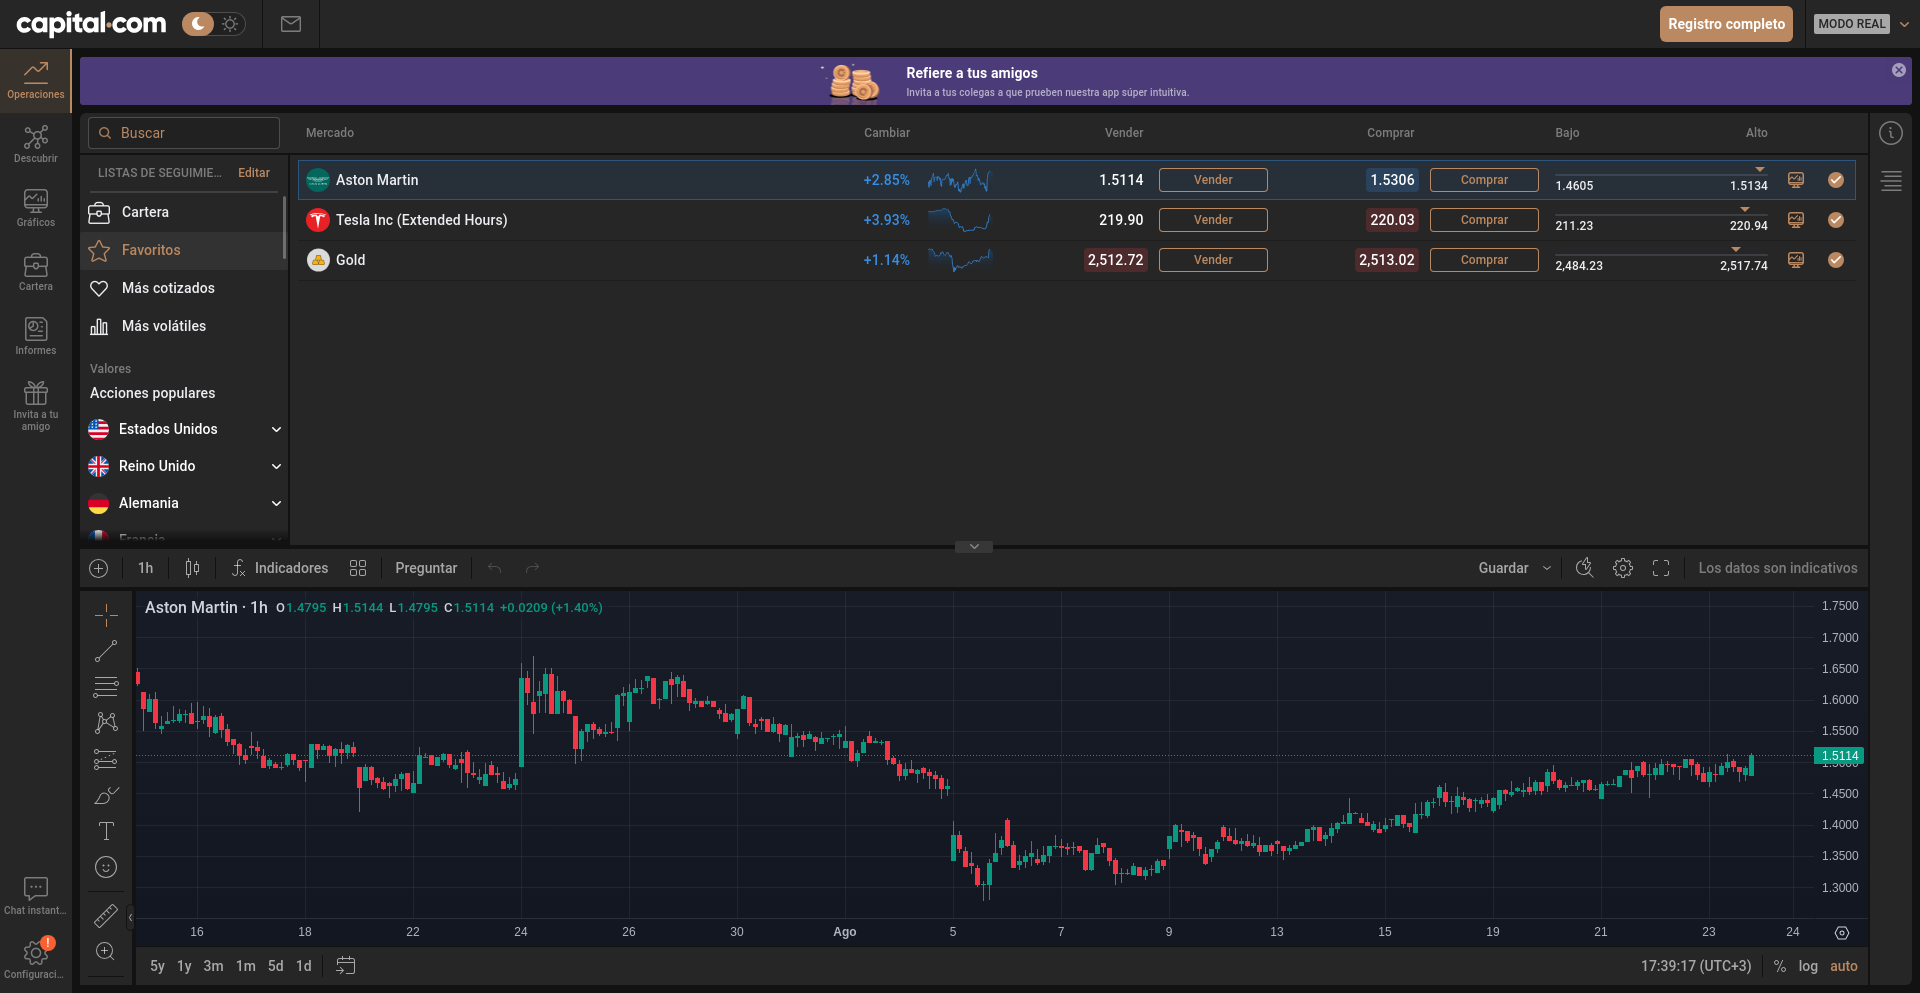 capital.com
Registro completo
MODO REAL
Operaciones
Descubrir
Gráficos
Cartera
Informes
Invita a tu
amigo
Chat instant...
Configuraci...
Refiere a tus amigos
Invita a tus colegas a que prueben nuestra app súper intuitiva.
Buscar
Mercado Cambiar Vender Comprar Bajo Alto
LISTAS DE SEGUIMIE... Editar
Cartera
Favoritos
Más cotizados
Más volátiles
Valores
Acciones populares
Estados Unidos
Reino Unido
Alemania
Francia
Aston Martin +2.85% 1.5114 Vender 1.5306 Comprar 1.4605 1.5134
Tesla Inc (Extended Hours) +3.93% 219.90 Vender 220.03 Comprar 211.23 220.94
Gold +1.14% 2,512.72 Vender 2,513.02 Comprar 2,484.23 2,517.74
1h Indicadores Preguntar Guardar Los datos son indicativos
Aston Martin · 1h O1.4795 H1.5144 L1.4795 C1.5114 +0.0209 (+1.40%)
1.7500
1.7000
1.6500
1.6000
1.5500
1.5114
1.4500
1.4000
1.3500
1.3000
16 18 22 24 26 30 Ago 5 7 9 13 15 19 21 23 24
5y 1y 3m 1m 5d 1d 17:39:17 (UTC+3) % log auto